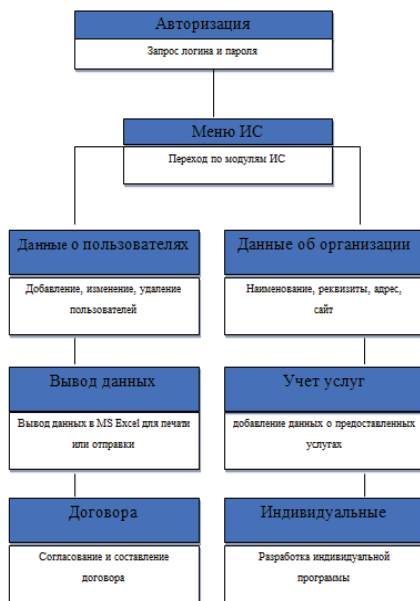 Авторизация
Запрос логина и пароля
Меню ИС
Переход по модулям ИС
Данные о пользователях
Добавление, изменение, удаление
пользователей
Данные об организации
Наименование, реквизиты, адрес,
сайт
Вывод данных
Вывод данных в MS Excel для печати
или отправки
Учет услуг
добавление данных о предоставленных
услугах
Договора
Согласование и составление
договора
Индивидуальные
Разработка индивидуальной
программы